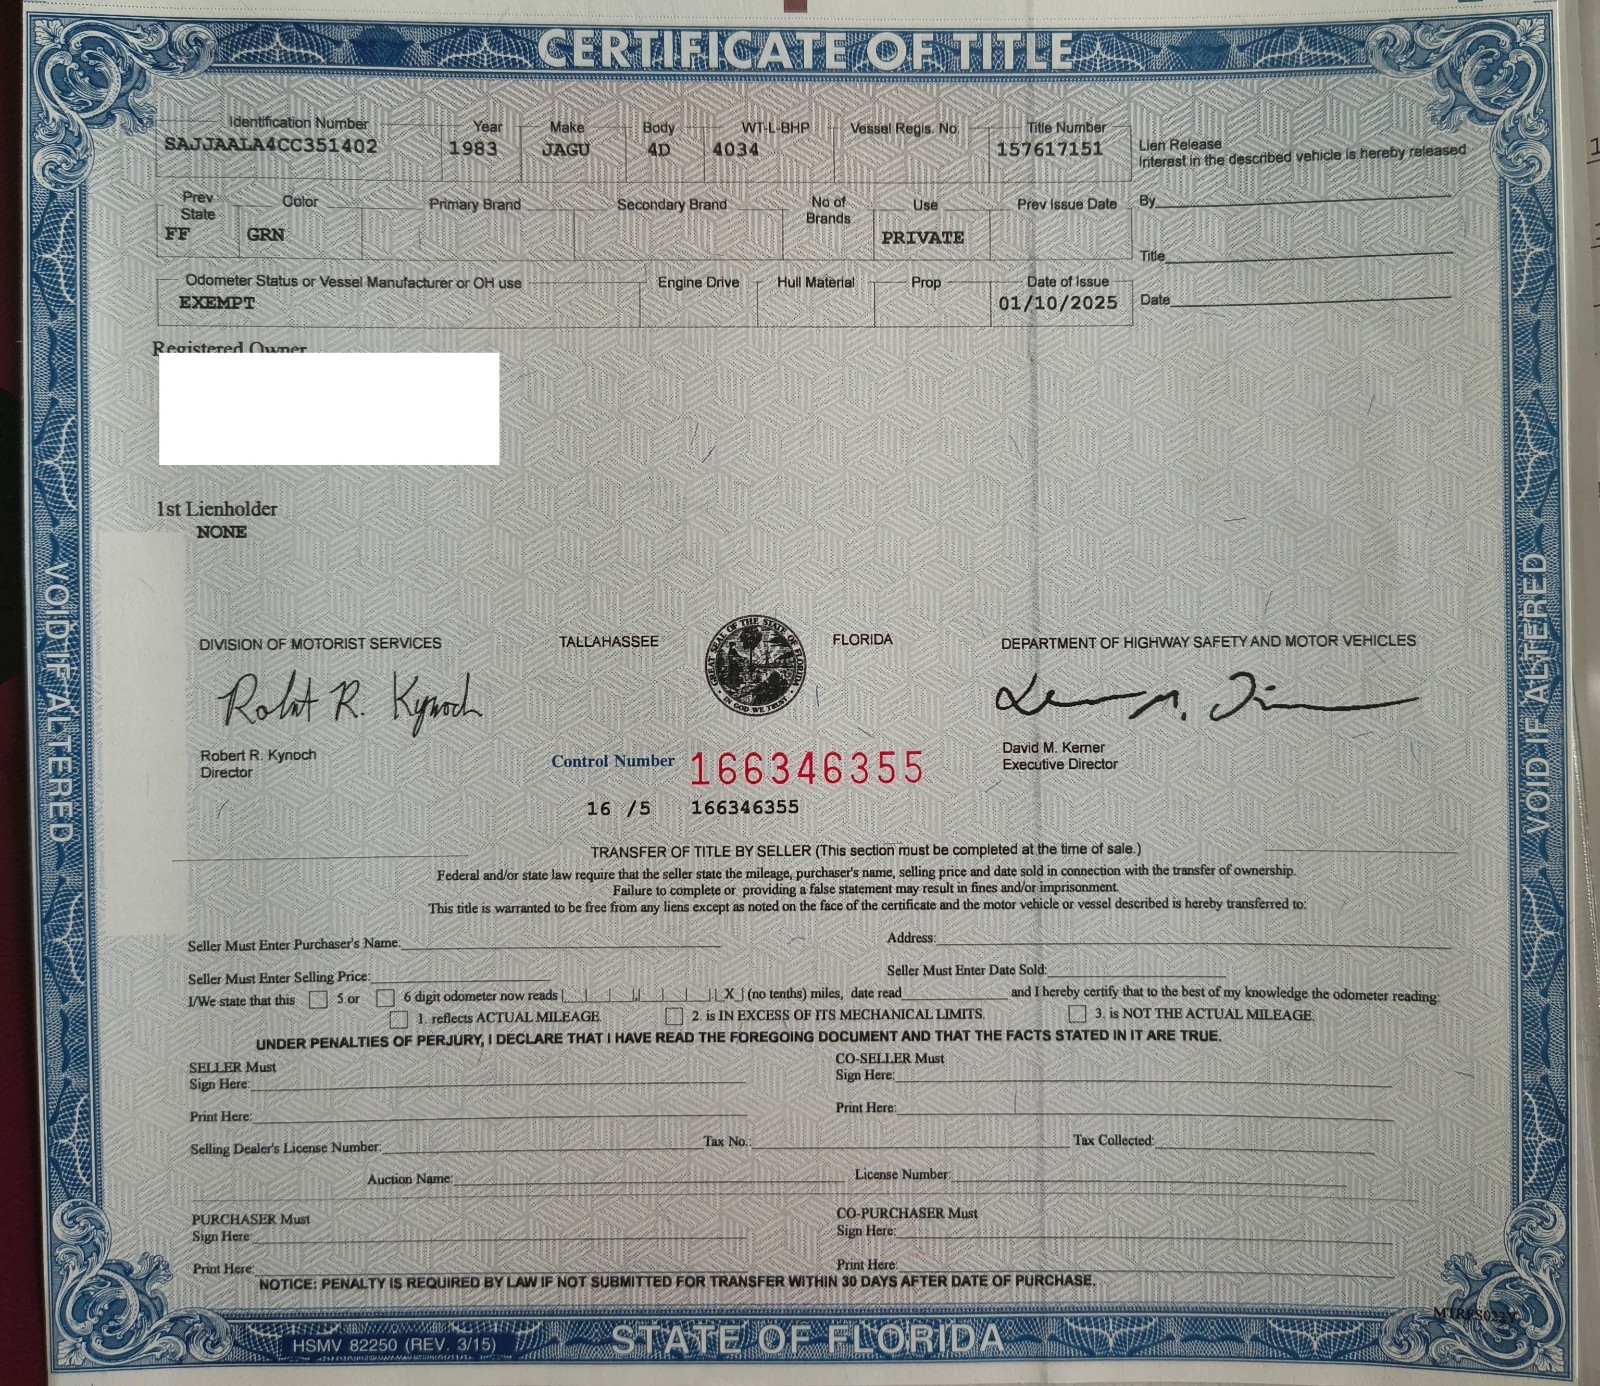 CERTIFICATE OF TITLE
Identification Number Year Make Body WT-L-BHP Vessel Regis. No. Title Number
SAJJAALA4CC351402 1983 JAGU 4D 4034 157617151
Lien Release
Interest in the described vehicle is hereby released
Prev State Color Primary Brand Secondary Brand No of Brands Use Prev Issue Date
FF GRN PRIVATE
By
Title
Odometer Status or Vessel Manufacturer or OH use Engine Drive Hull Material Prop Date of Issue
EXEMPT 01/10/2025
Date
Registered Owner
1st Lienholder
NONE
DIVISION OF MOTORIST SERVICES TALLAHASSEE FLORIDA DEPARTMENT OF HIGHWAY SAFETY AND MOTOR VEHICLES
GREAT SEAL OF THE STATE OF FLORIDA
IN GOD WE TRUST
Robert R. Kynoch
Robert R. Kynoch
Director
Control Number 166346355
David M. Kerner
Executive Director
16 /5 166346355
TRANSFER OF TITLE BY SELLER (This section must be completed at the time of sale.)
Federal and/or state law require that the seller state the mileage, purchaser's name, selling price and date sold in connection with the transfer of ownership.
Failure to complete or providing a false statement may result in fines and/or imprisonment.
This title is warranted to be free from any liens except as noted on the face of the certificate and the motor vehicle or vessel described is hereby transferred to:
Seller Must Enter Purchaser's Name: Address:
Seller Must Enter Selling Price: Seller Must Enter Date Sold:
I/We state that this 5 or 6 digit odometer now reads X (no tenths) miles, date read and I hereby certify that to the best of my knowledge the odometer reading:
1. reflects ACTUAL MILEAGE. 2. is IN EXCESS OF ITS MECHANICAL LIMITS. 3. is NOT THE ACTUAL MILEAGE.
UNDER PENALTIES OF PERJURY, I DECLARE THAT I HAVE READ THE FOREGOING DOCUMENT AND THAT THE FACTS STATED IN IT ARE TRUE.
SELLER Must
Sign Here:
CO-SELLER Must
Sign Here:
Print Here: Print Here:
Selling Dealer's License Number: Tax No.: Tax Collected:
Auction Name: License Number:
PURCHASER Must
Sign Here:
CO-PURCHASER Must
Sign Here:
Print Here: Print Here:
NOTICE: PENALTY IS REQUIRED BY LAW IF NOT SUBMITTED FOR TRANSFER WITHIN 30 DAYS AFTER DATE OF PURCHASE.
HSMV 82250 (REV. 3/15) STATE OF FLORIDA
VOID IF ALTERED
VOID IF ALTERED